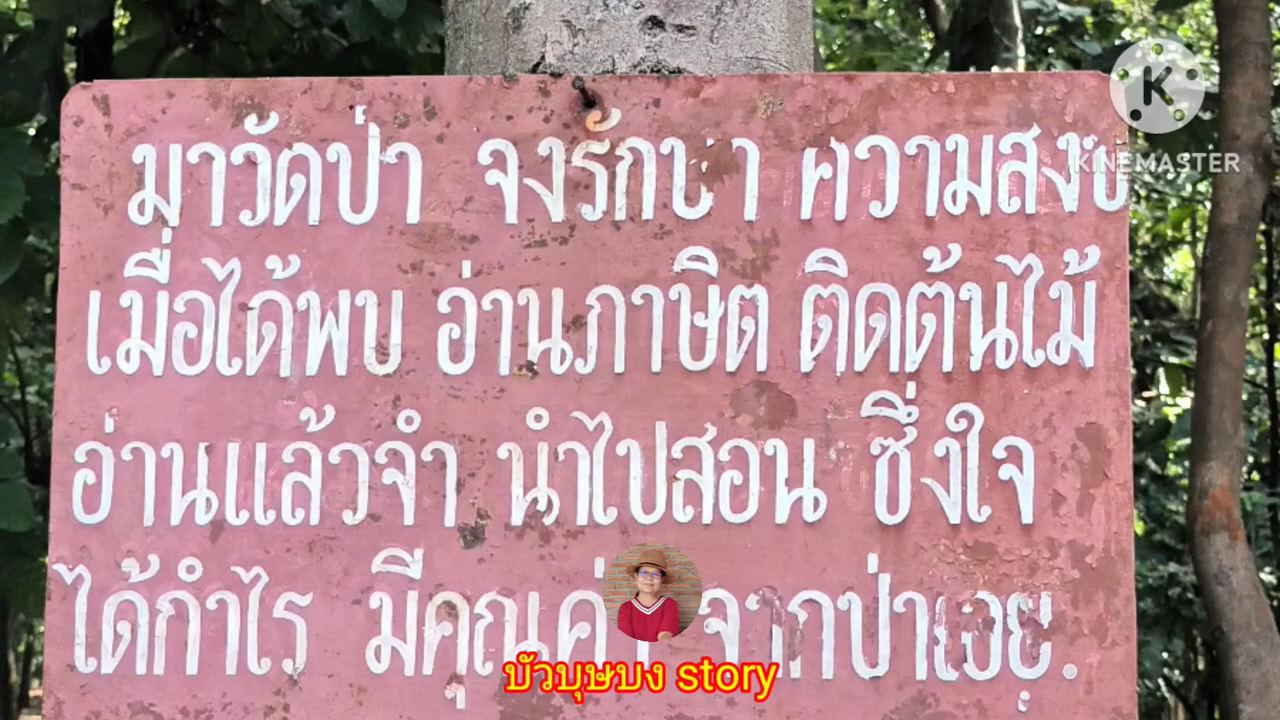 มาวัดป่า จงรักษา ความสงบ
เมื่อได้พบ อ่านภาษิต ติดต้นไม้
อ่านแล้วจำ นำไปสอน ซึ่งใจ
ได้กำไร มีคุณค่า จากป่าเอย.
บัวบุษบง story
K
KINEMASTER